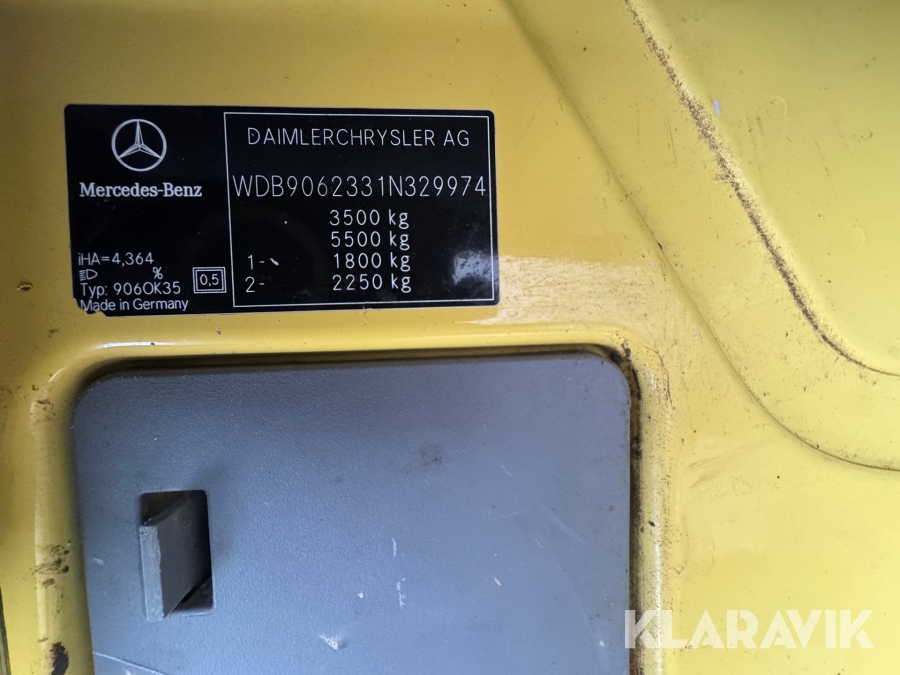 DAIMLERCHRYSLER AG
Mercedes-Benz
WDB9062331N329974
3500 kg
5500 kg
1- 1800 kg
2- 2250 kg
iHA=4,364
%
Typ: 906OK35
0,5
Made in Germany
KLARAVIK